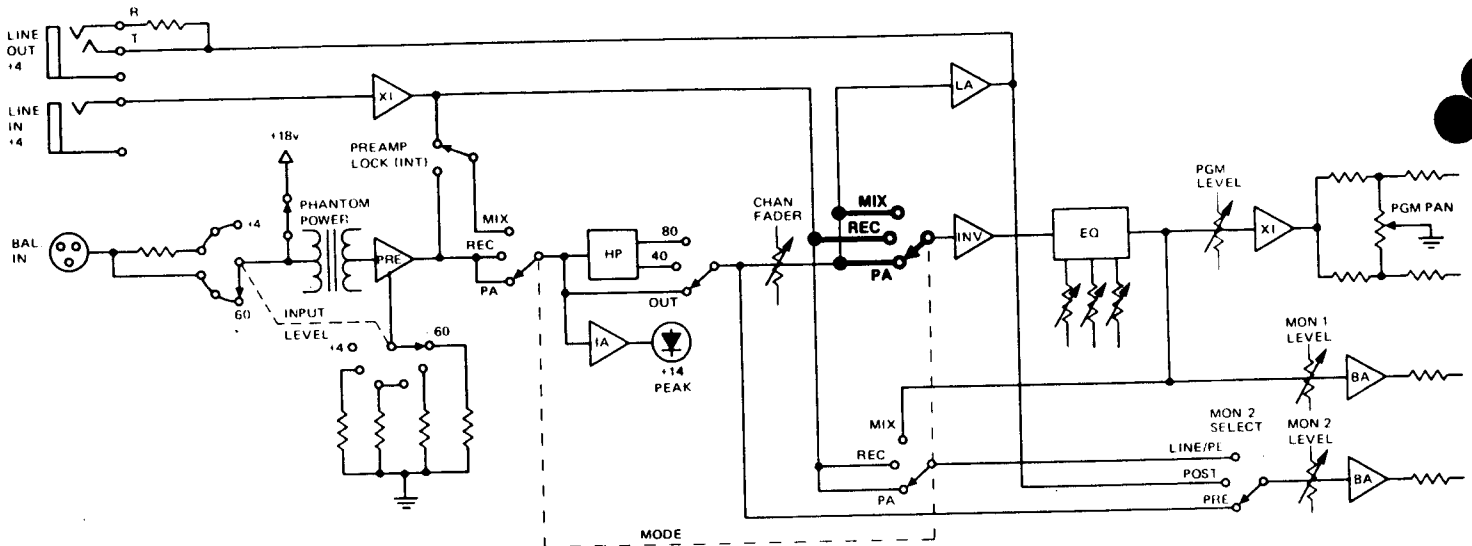 R
LINE
OUT
+4
T
LINE
IN
+4
XI
LA
+18v
PREAMP
LOCK (INT)
PHANTOM
POWER
BAL.
IN
+4
60
PRE
INPUT
LEVEL
+4
60
MIX
REC
PA
HP
80
40
OUT
IA
+14
PEAK
CHAN
FADER
MIX
REC
PA
INV
EQ
PGM
LEVEL
XI
PGM PAN
MON 1
LEVEL
BA
MIX
REC
PA
MON 2
SELECT
LINE/PE
POST
PRE
MON 2
LEVEL
BA
MODE